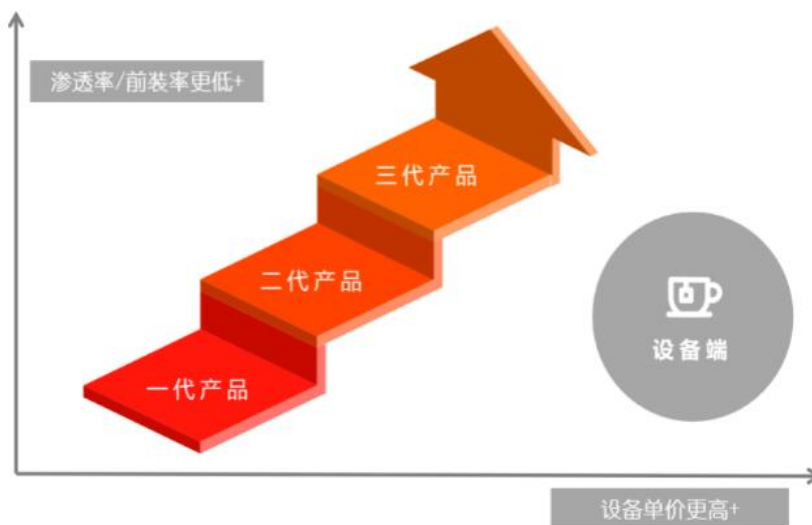 渗透率/前装率更低+
三代产品
二代产品
设备端
一代产品
设备单价更高+